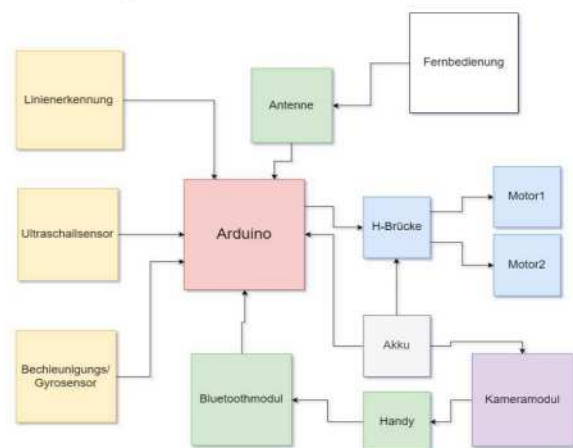 Fernbedienung
Linienerkennung
Antenne
Motor1
Ultraschallsensor
Arduino
H-Brücke
Motor2
Akku
Bechleunigungs/
Gyrosensor
Bluetoothmodul
Handy
Kameramodul